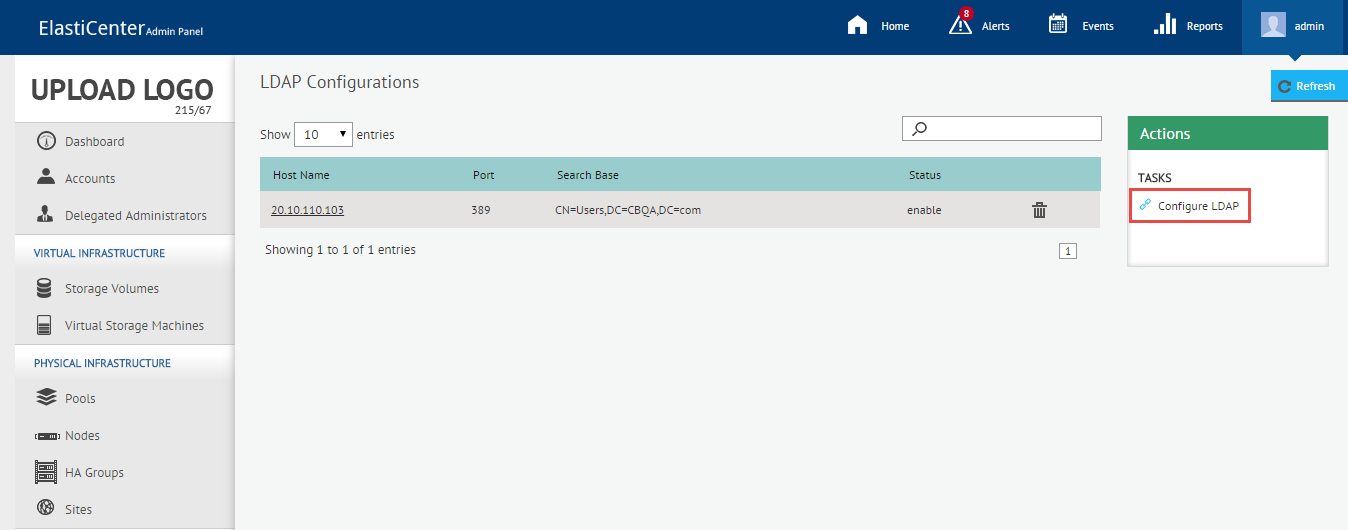 ElastiCenter Admin Panel
Home
8
Alerts
Events
Reports
admin
UPLOAD LOGO
215/67
Dashboard
Accounts
Delegated Administrators
VIRTUAL INFRASTRUCTURE
Storage Volumes
Virtual Storage Machines
PHYSICAL INFRASTRUCTURE
Pools
Nodes
HA Groups
Sites
LDAP Configurations
Refresh
Show 10 entries
Host Name Port Search Base Status
20.10.110.103 389 CN=Users,DC=CBQA,DC=com enable
Showing 1 to 1 of 1 entries 1
Actions
TASKS
Configure LDAP